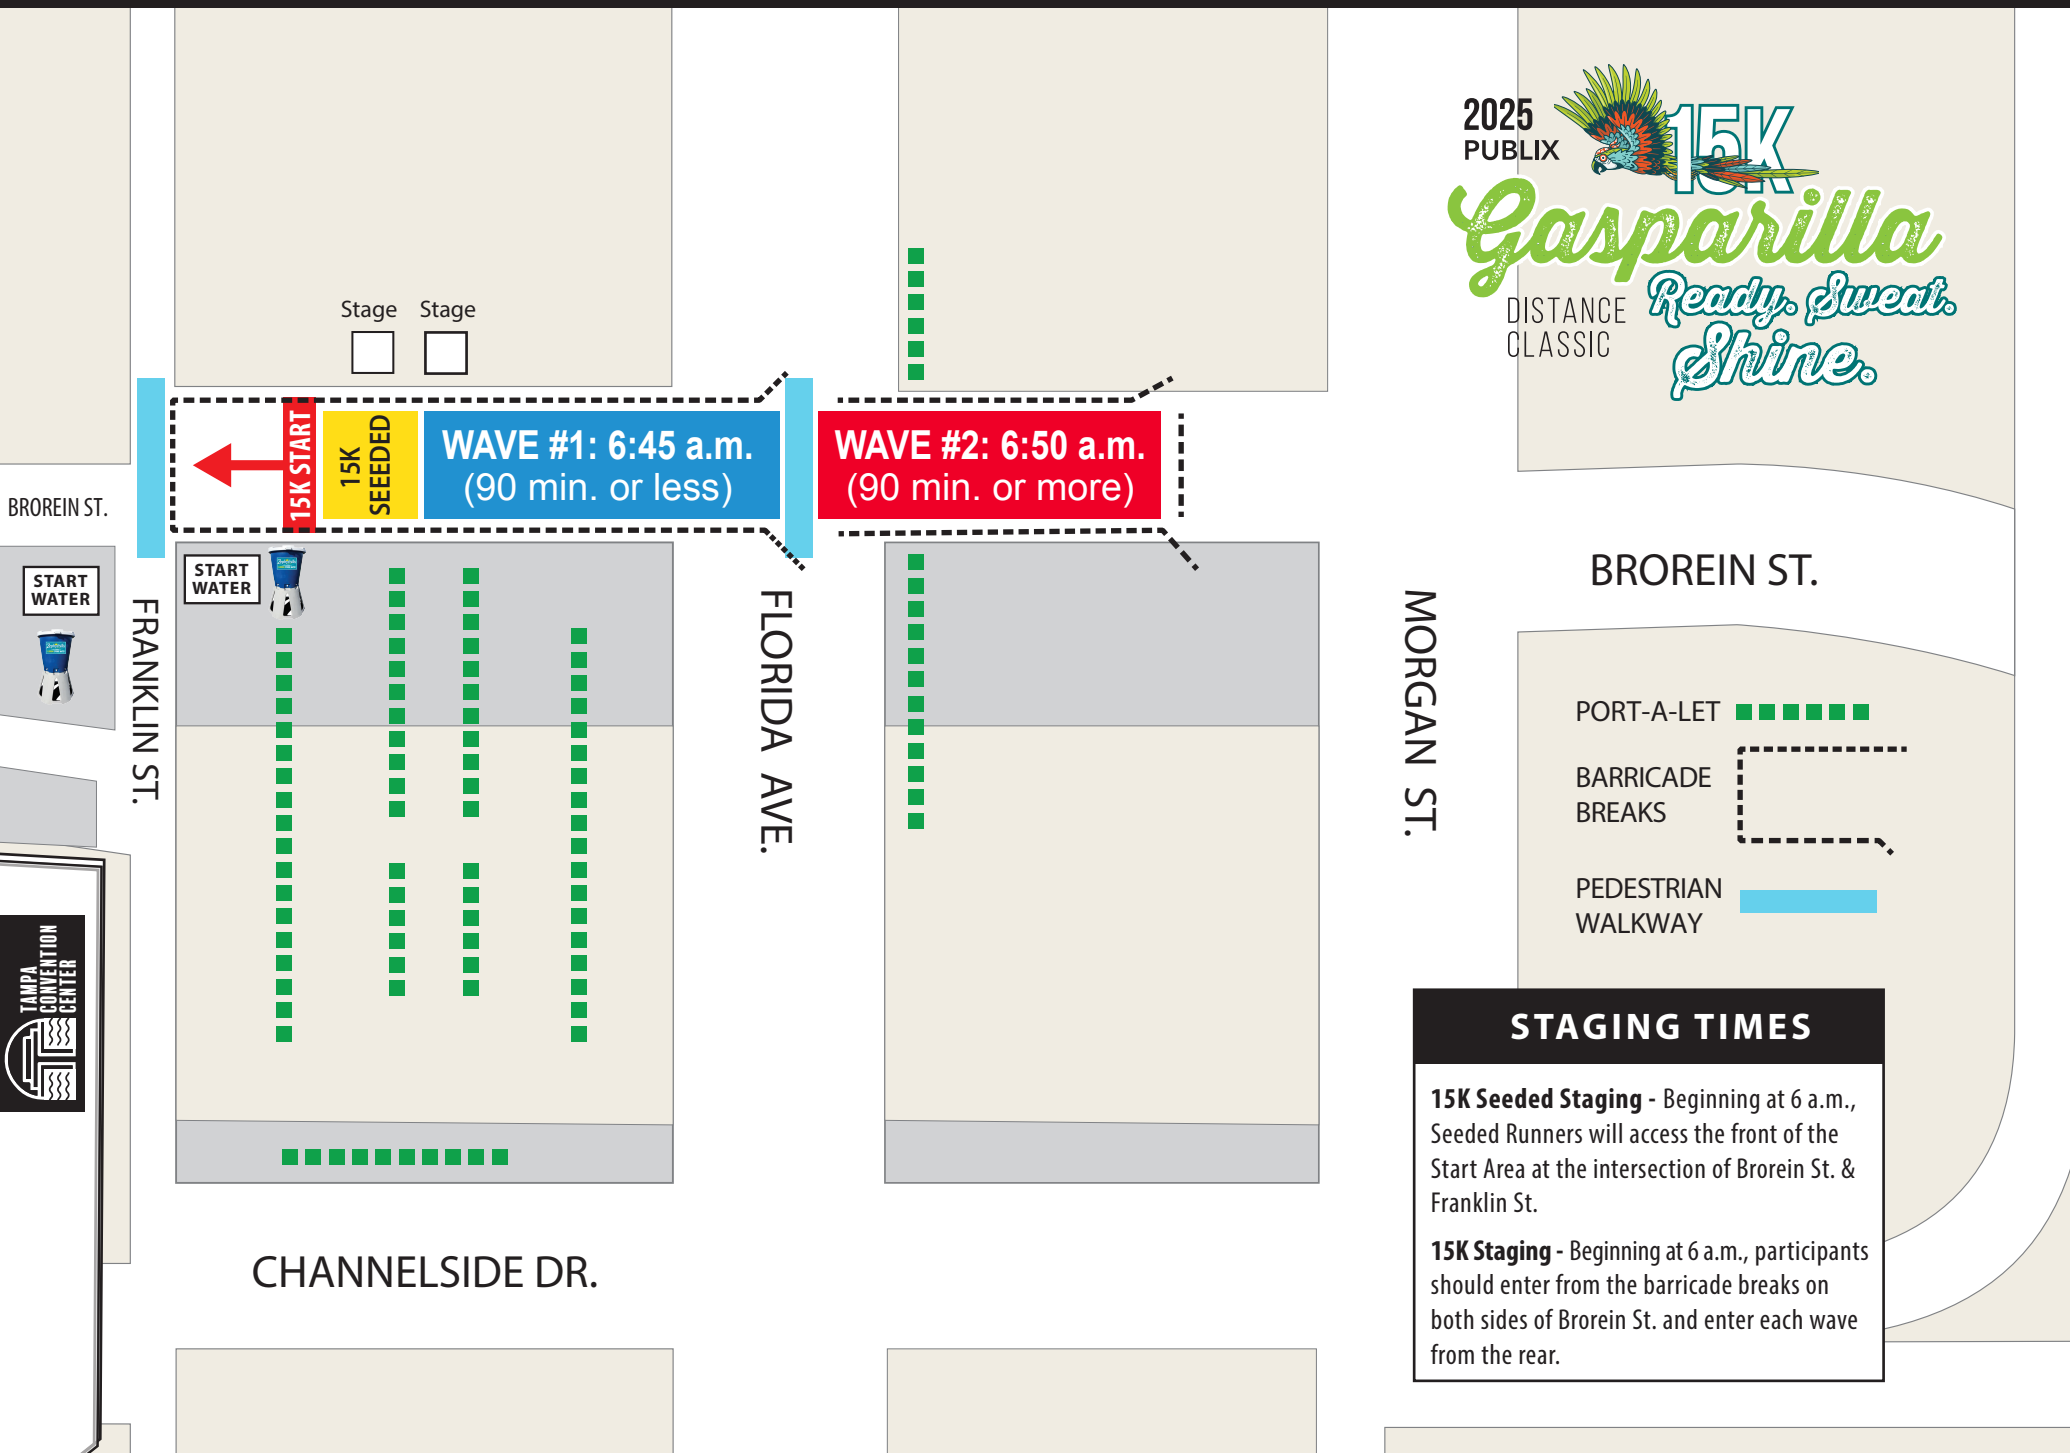 2025
PUBLIX
15K
Gasparilla
DISTANCE
CLASSIC
Ready. Sweat.
Shine.
Stage
Stage
15K START
15K
SEEEDED
WAVE #1: 6:45 a.m.
(90 min. or less)
WAVE #2: 6:50 a.m.
(90 min. or more)
BROREIN ST.
START
WATER
START
WATER
FRANKLIN ST.
FLORIDA AVE.
MORGAN ST.
BROREIN ST.
PORT-A-LET
BARRICADE
BREAKS
PEDESTRIAN
WALKWAY
TAMPA
CONVENTION
CENTER
CHANNELSIDE DR.
STAGING TIMES
15K Seeded Staging - Beginning at 6 a.m.,
Seeded Runners will access the front of the
Start Area at the intersection of Brorein St. &
Franklin St.
15K Staging - Beginning at 6 a.m., participants
should enter from the barricade breaks on
both sides of Brorein St. and enter each wave
from the rear.